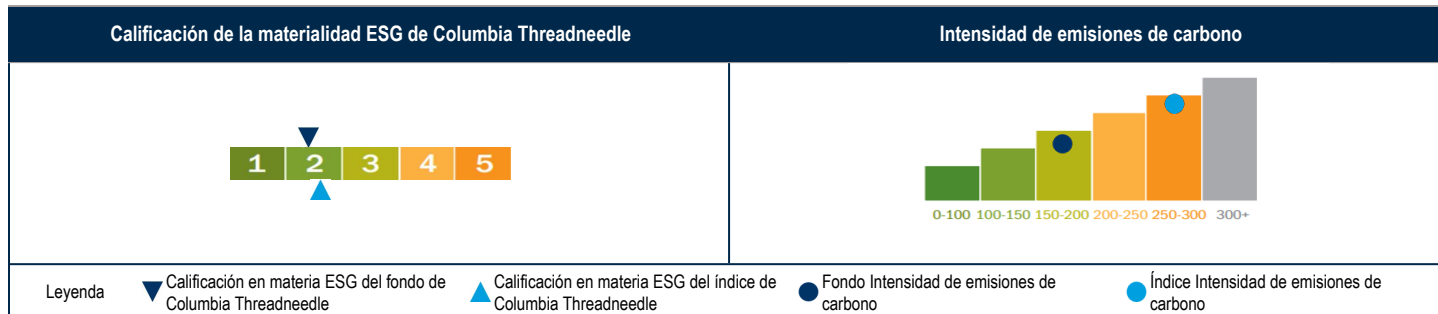 Calificación de la materialidad ESG de Columbia Threadneedle
Intensidad de emisiones de carbono
1 2 3 4 5
0-100 100-150 150-200 200-250 250-300 300+
Leyenda
Calificación en materia ESG del fondo de
Columbia Threadneedle
Calificación en materia ESG del índice de
Columbia Threadneedle
Fondo Intensidad de emisiones de
carbono
Índice Intensidad de emisiones de
carbono